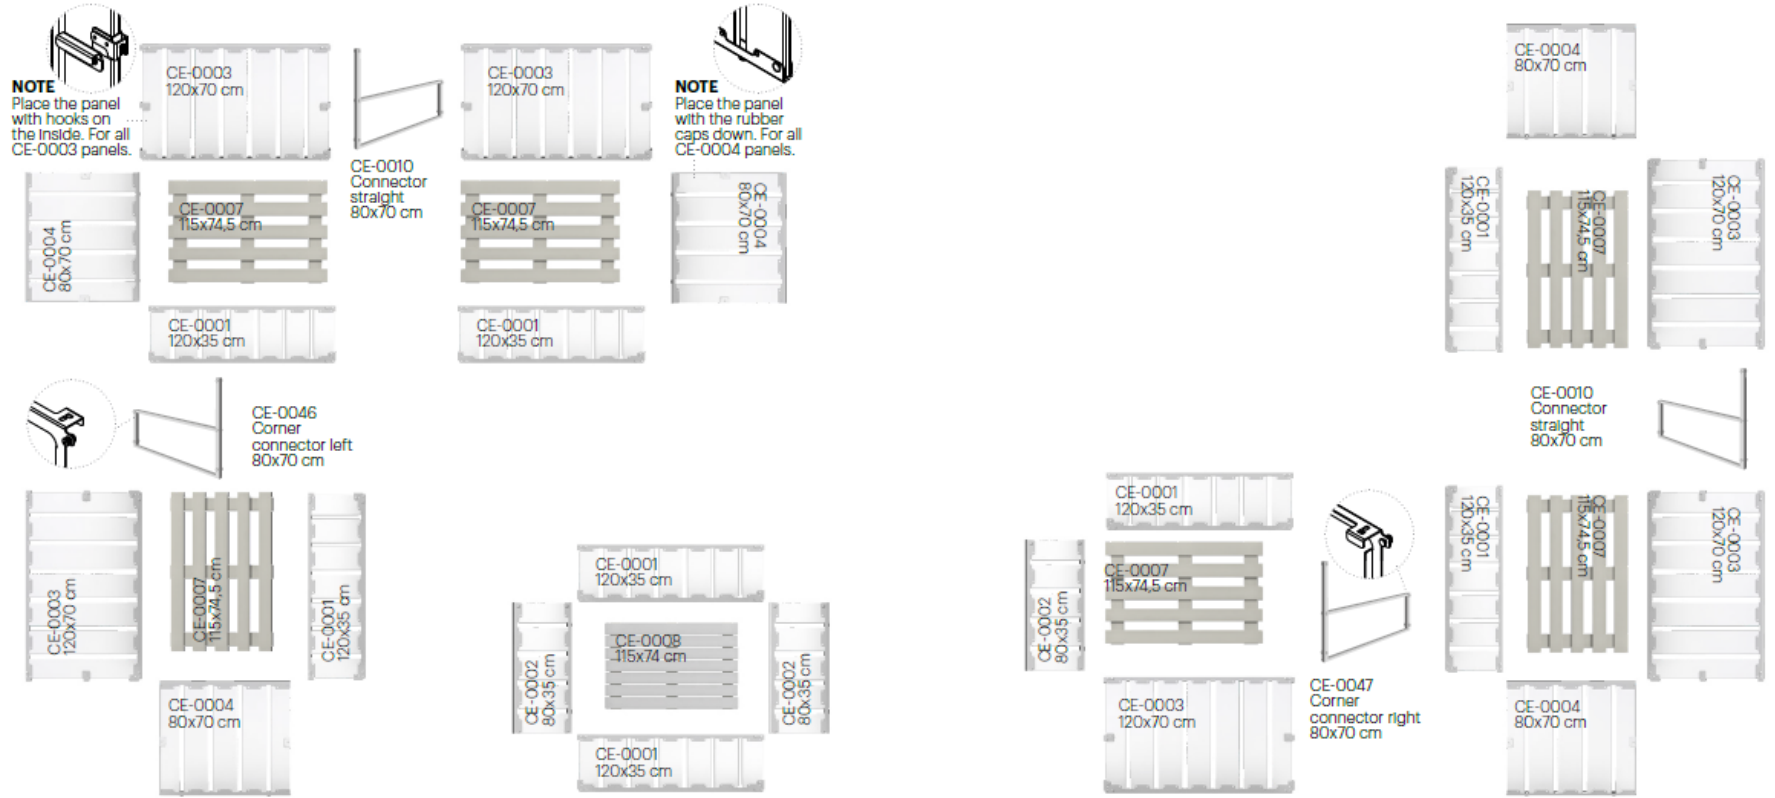 NOTE
Place the panel
with hooks on
the inside. For all
CE-0003 panels.
CE-0003
120x70 cm
CE-0010
Connector
straight
80x70 cm
CE-0003
120x70 cm
NOTE
Place the panel
with the rubber
caps down. For all
CE-0004 panels.
CE-0004
80x70 cm
CE-0007
115x74,5 cm
CE-0007
115x74,5 cm
CE-0004
80x70 cm
CE-0001
120x35 cm
CE-0001
120x35 cm
CE-0046
Corner
connector left
80x70 cm
CE-0003
120x70 cm
CE-0007
115x74,5 cm
CE-0001
120x35 cm
CE-0004
80x70 cm
CE-0001
120x35 cm
CE-0002
80x35 cm
CE-0008
115x74 cm
CE-0002
80x35 cm
CE-0001
120x35 cm
CE-0004
80x70 cm
CE-0001
120x35 cm
CE-0007
115x74,5 cm
CE-0003
120x70 cm
CE-0010
Connector
straight
80x70 cm
CE-0001
120x35 cm
CE-0002
80x35 cm
CE-0007
115x74,5 cm
CE-0003
120x70 cm
CE-0047
Corner
connector right
80x70 cm
CE-0001
120x35 cm
CE-0007
115x74,5 cm
CE-0003
120x70 cm
CE-0004
80x70 cm